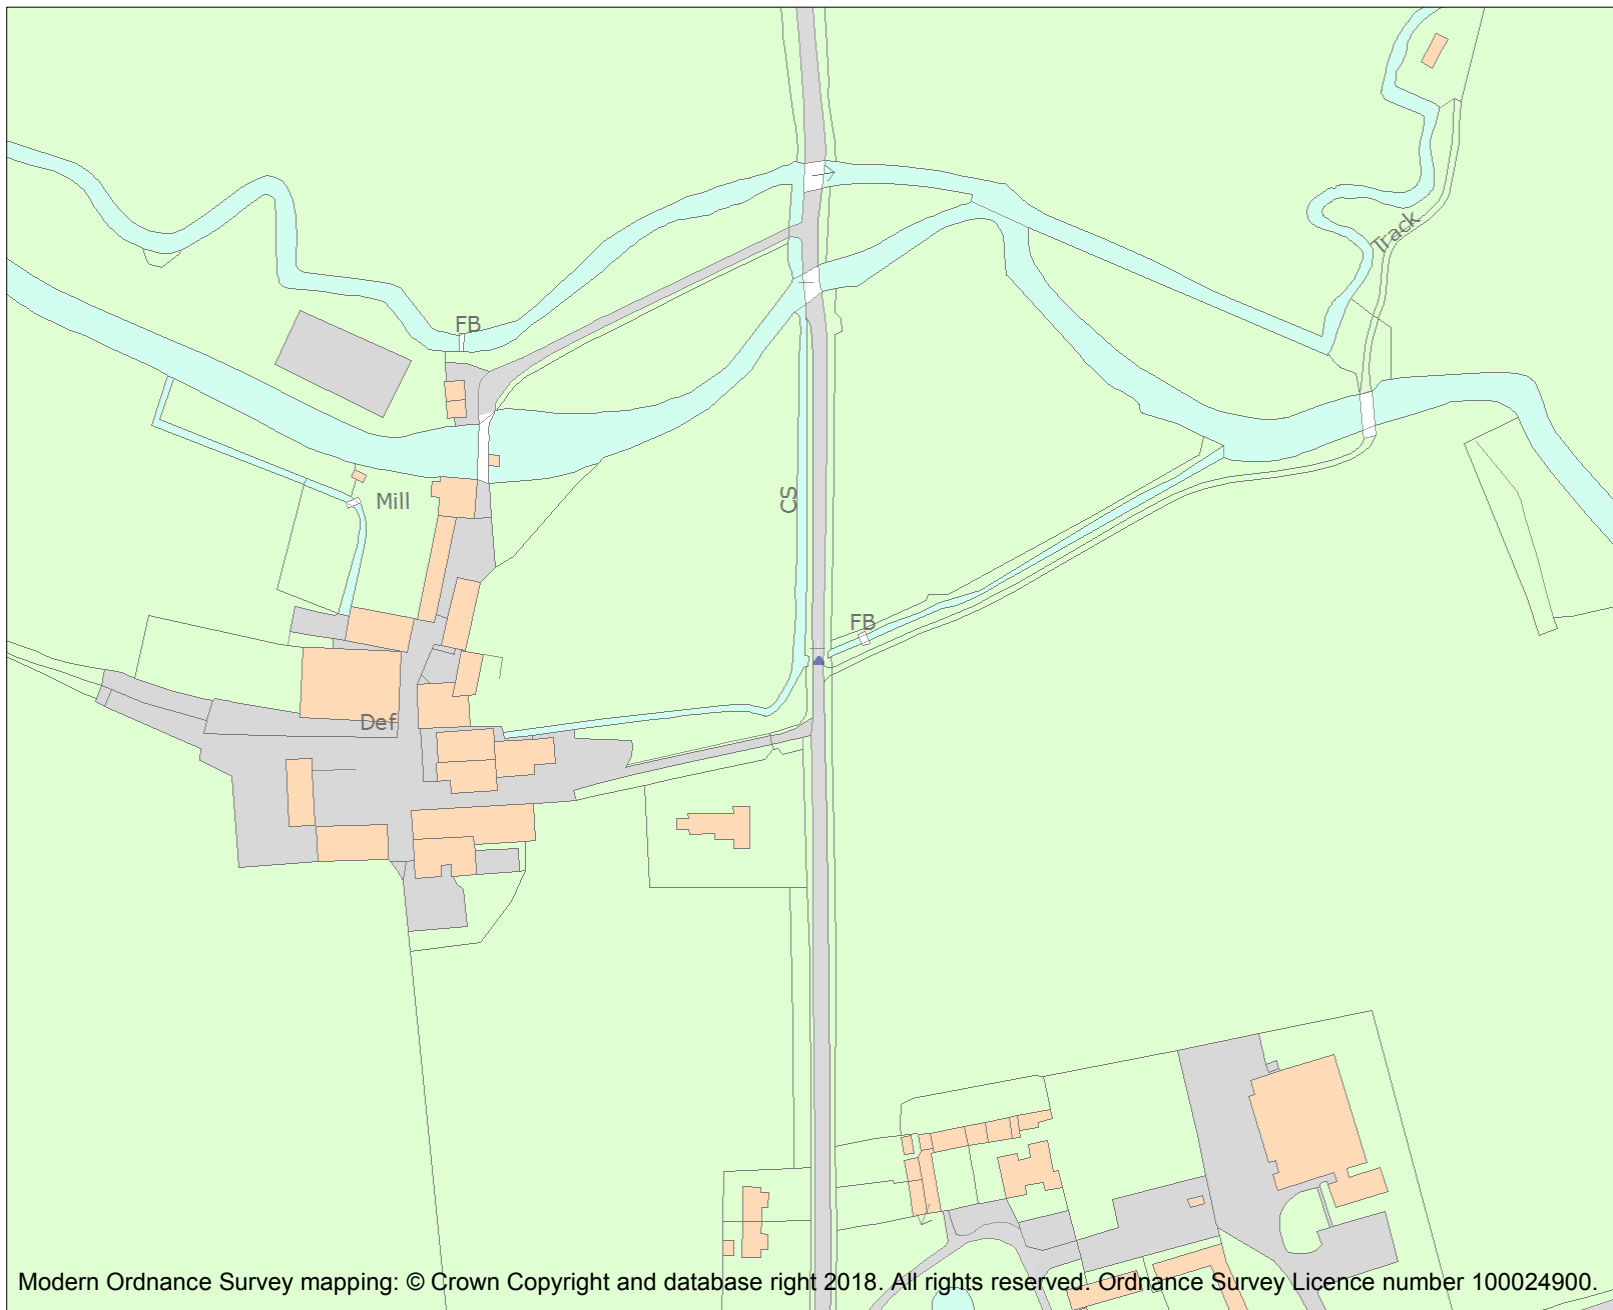 Track
FB
Mill
CS
FB
Def
Modern Ordnance Survey mapping: © Crown Copyright and database right 2018. All rights reserved. Ordnance Survey Licence number 100024900.